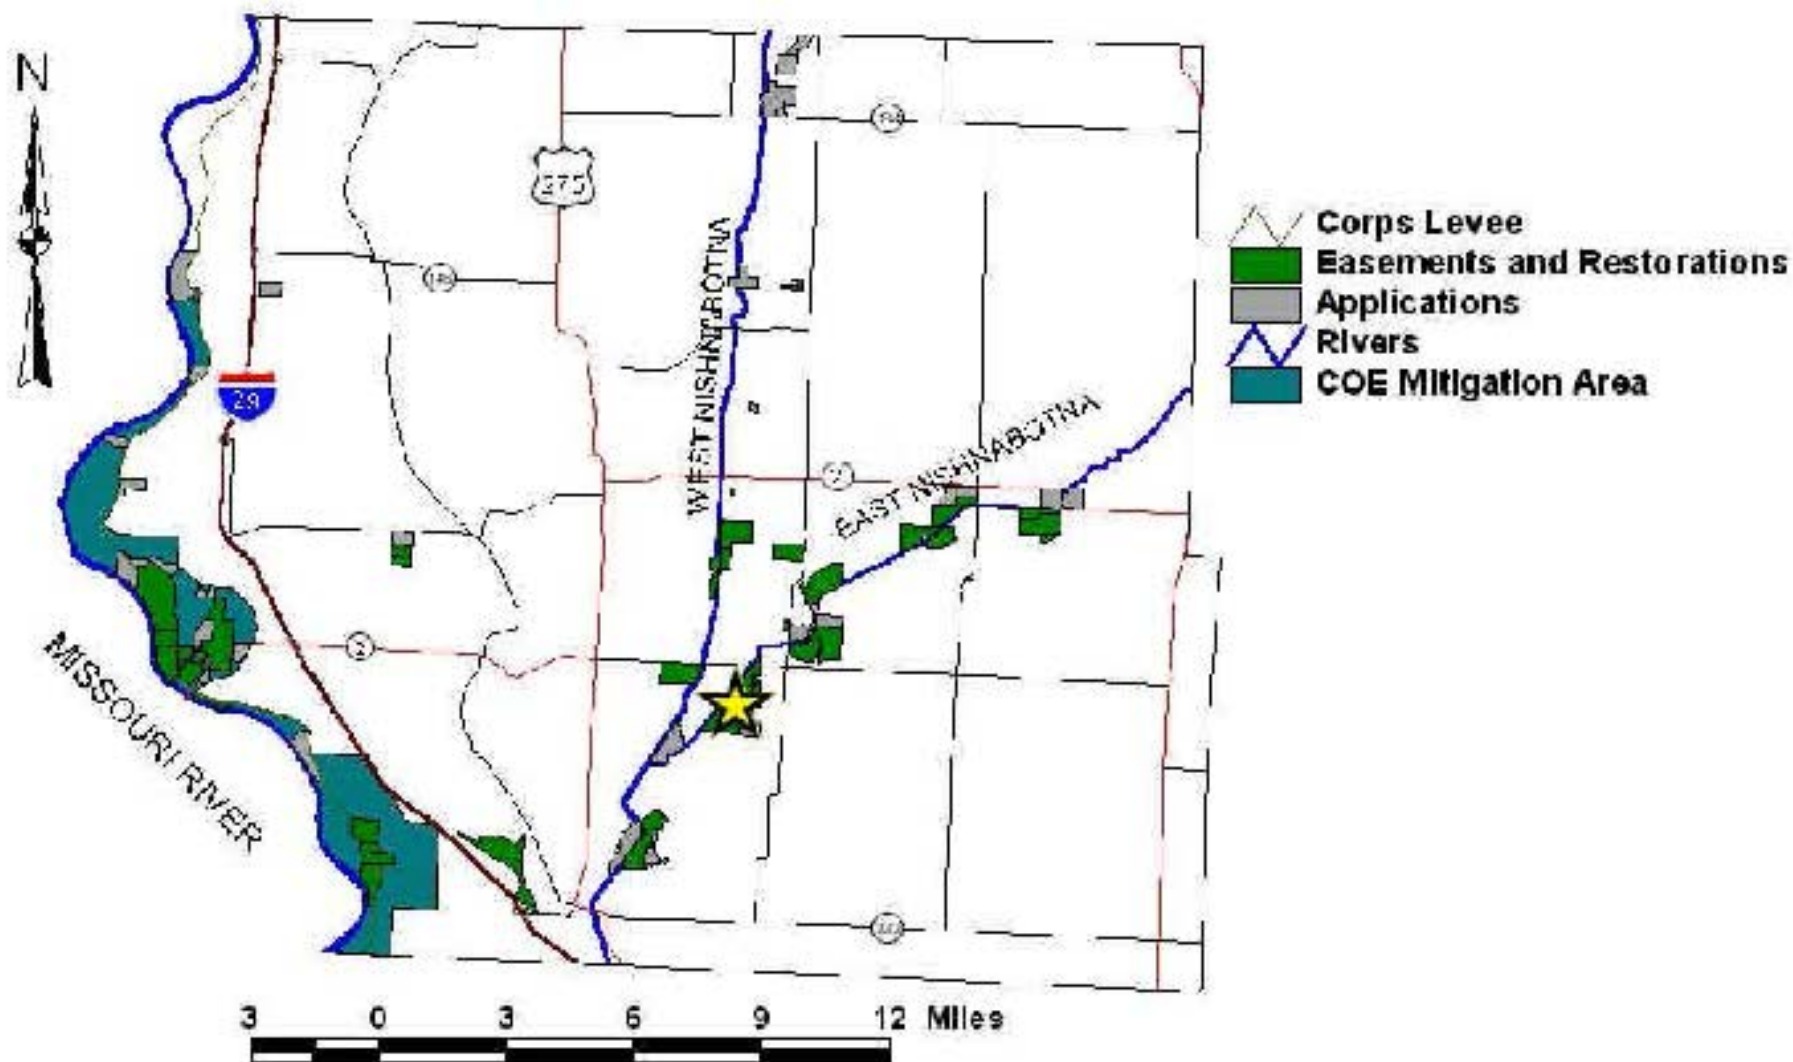 N
275
29
2
2
WEST NISHNABOTNA
EAST NISHNABOTNA
MISSOURI RIVER
Corps Levee
Easements and Restorations
Applications
Rivers
COE Mitigation Area
3 0 3 6 9 12 Miles